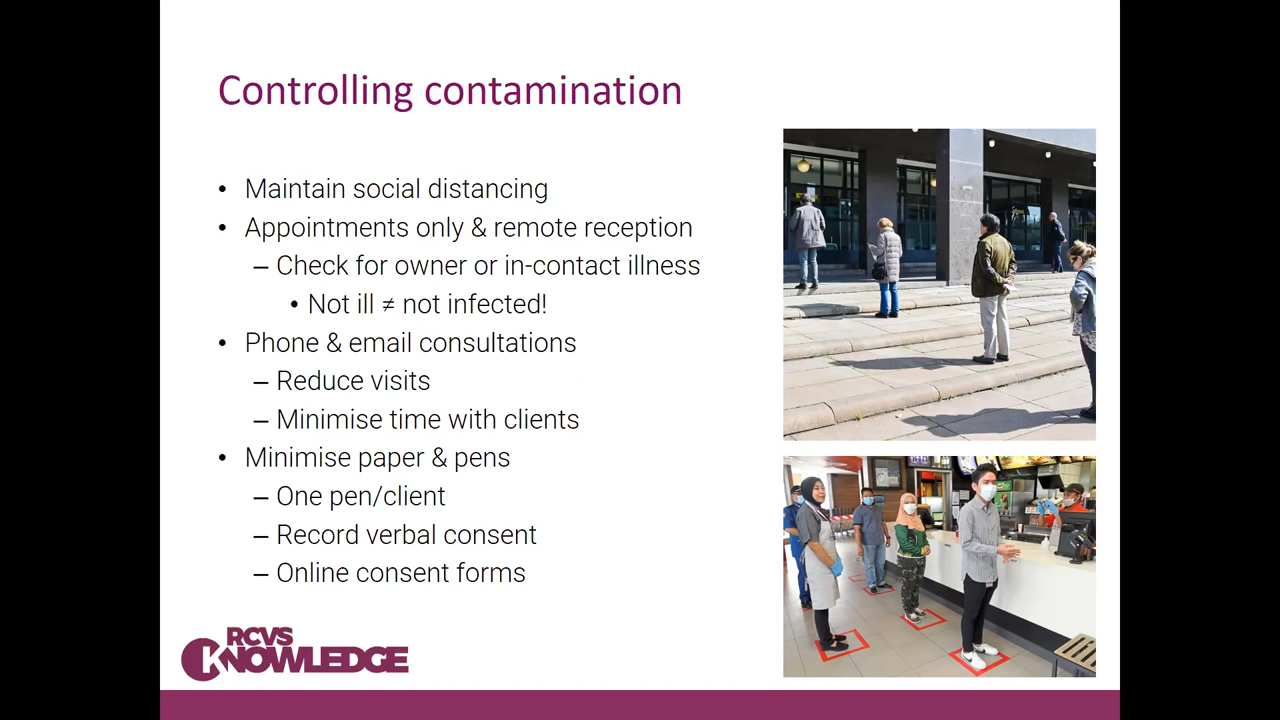 Controlling contamination
• Maintain social distancing
• Appointments only & remote reception
– Check for owner or in-contact illness
• Not ill ≠ not infected!
• Phone & email consultations
– Reduce visits
– Minimise time with clients
• Minimise paper & pens
– One pen/client
– Record verbal consent
– Online consent forms
RCVS
KNOWLEDGE